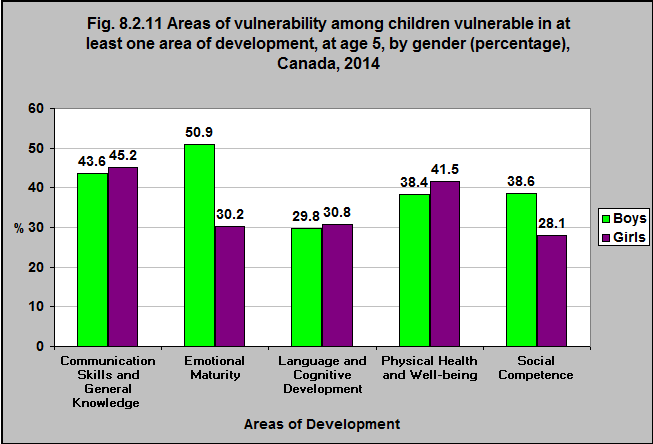 Fig. 8.2.11 Areas of vulnerability among children vulnerable in at
least one area of development, at age 5, by gender (percentage),
Canada, 2014
60
50
40
% 30
20
10
0
43.6 45.2
50.9
30.2
29.8 30.8
38.4 41.5
38.6
28.1
Boys
Girls
Communication
Skills and
General
Knowledge
Emotional
Maturity
Language and
Cognitive
Development
Physical Health
and Well-being
Social
Competence
Areas of Development